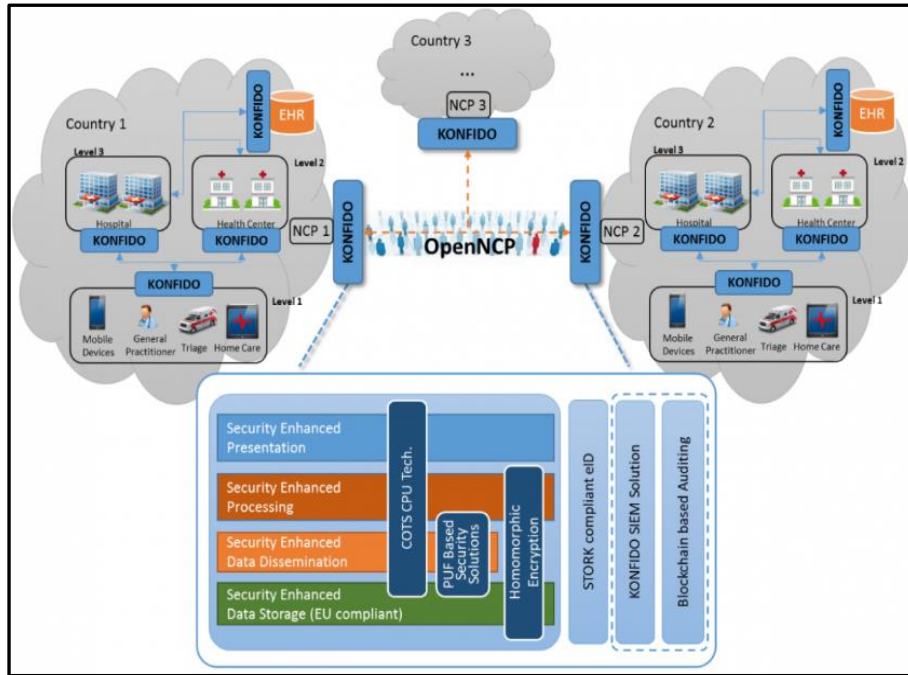 Country 3
...
NCP 3
KONFIDO
Country 1
KONFIDO
EHR
Level 3
Level 2
Hospital
Health Center
KONFIDO
KONFIDO
NCP 1
KONFIDO
KONFIDO
Level 1
Mobile
Devices
General
Practitioner
Triage
Home Care
OpenNCP
Country 2
KONFIDO
EHR
Level 3
Level 2
Hospital
Health Center
KONFIDO
KONFIDO
KONFIDO
NCP 2
KONFIDO
Level 1
Mobile
Devices
General
Practitioner
Triage
Home Care
Security Enhanced
Presentation
Security Enhanced
Processing
Security Enhanced
Data Dissemination
Security Enhanced
Data Storage (EU compliant)
COTS CPU Tech.
PUF Based
Security
Solutions
Homomorphic
Encryption
STORK compliant eID
KONFIDO SIEM Solution
Blockchain based Auditing